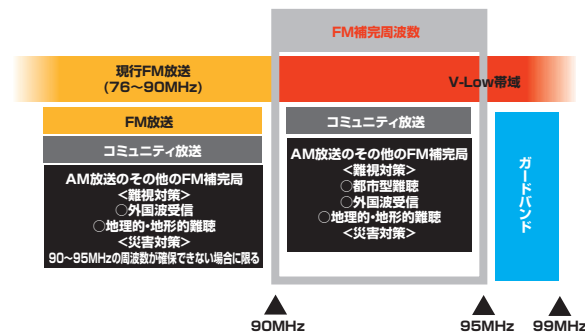 FM補完周波数
現行FM放送
(76〜90MHz)
V-Low帯域
FM放送
コミュニティ放送
AM放送のその他のFM補完局
<難視対策>
○外国波受信
○地理的・地形的難聴
<災害対策>
90〜95MHzの周波数が確保できない場合に限る
コミュニティ放送
AM放送のその他のFM補完局
<難視対策>
○都市型難聴
○外国波受信
○地理的・地形的難聴
<災害対策>
ガードバンド
90MHz
95MHz
99MHz